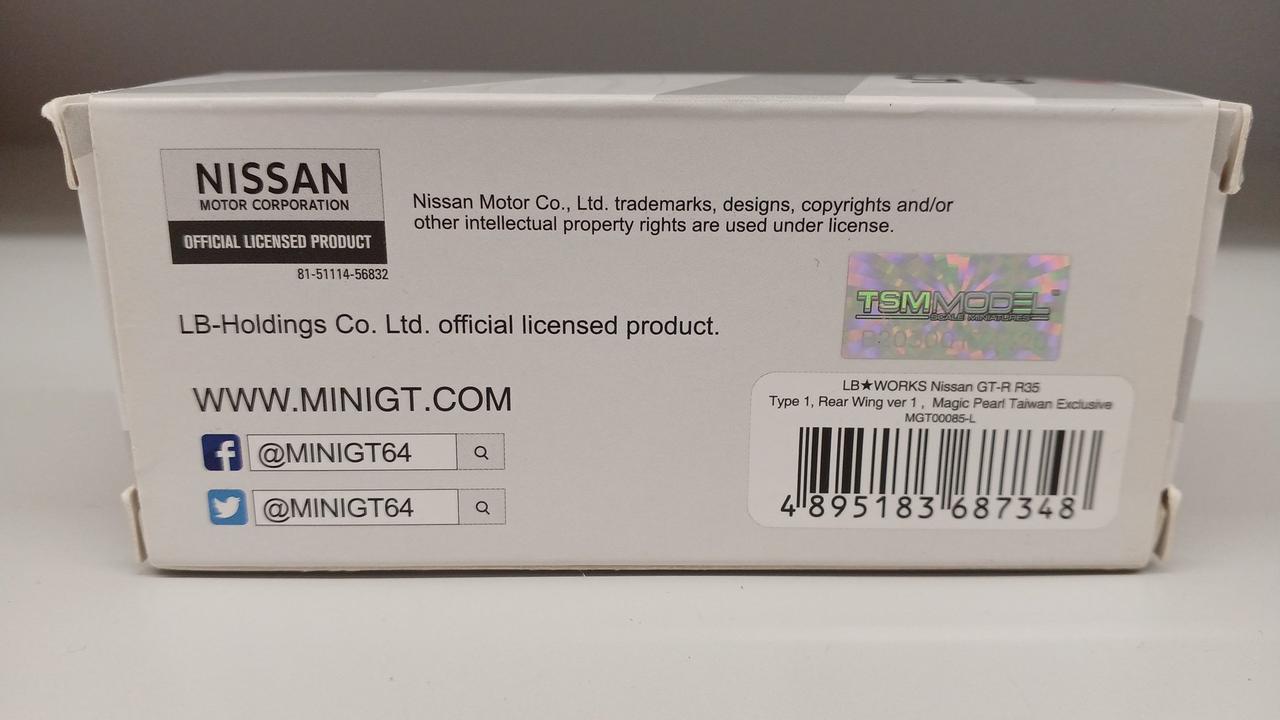 NISSAN
MOTOR CORPORATION
OFFICIAL LICENSED PRODUCT
81-51114-56832
Nissan Motor Co., Ltd. trademarks, designs, copyrights and/or
other intellectual property rights are used under license.
LB-Holdings Co. Ltd. official licensed product.
TSMMODEL™
SCALE MINIATURES
WWW.MINIGT.COM
@MINIGT64
@MINIGT64
LB★WORKS Nissan GT-R R35
Type 1, Rear Wing ver 1 , Magic Pearl Taiwan Exclusive
MGT00085-L
4 895183 687348